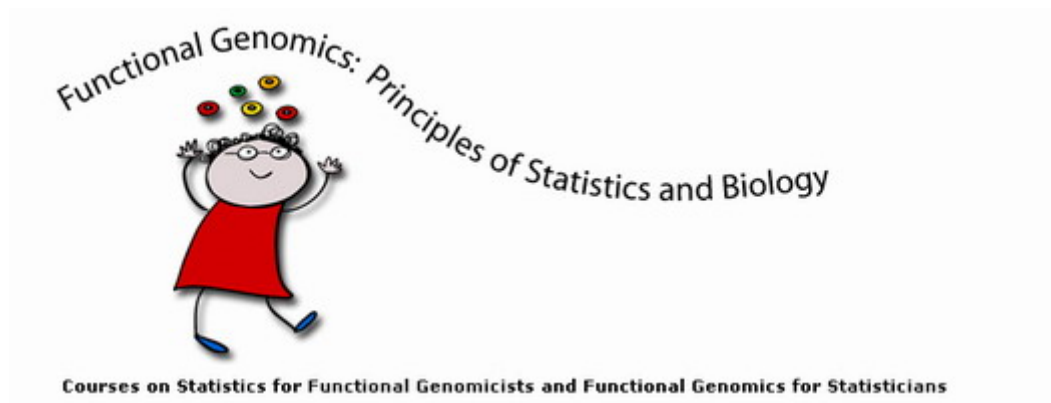 Functional Genomics: Principles of Statistics and Biology
Courses on Statistics for Functional Genomicists and Functional Genomics for Statisticians